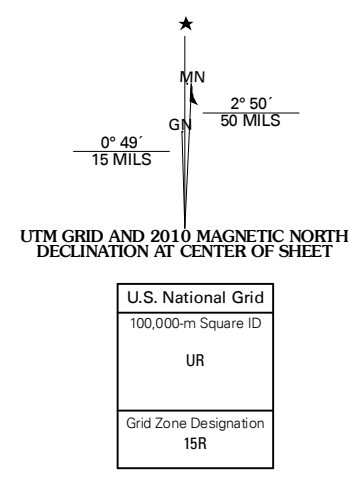 MN
2° 50´
50 MILS
GN
0° 49´
15 MILS
UTM GRID AND 2010 MAGNETIC NORTH
DECLINATION AT CENTER OF SHEET
U.S. National Grid
100,000-m Square ID
UR
Grid Zone Designation
15R